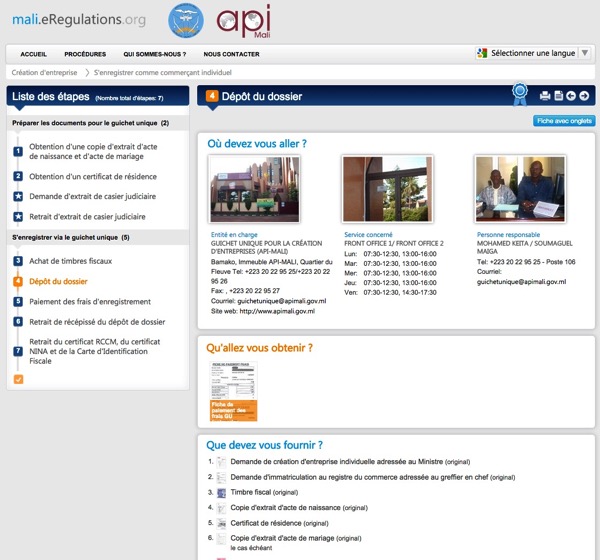 mali.eRegulations.org
api
Mali
ACCUEIL PROCÉDURES QUI SOMMES-NOUS ? NOUS CONTACTER
Sélectionner une langue
Création d'entreprise S'enregistrer comme commerçant individuel
Liste des étapes (Nombre total d'étapes: 7)
Préparer les documents pour le guichet unique (2)
1 Obtention d'une copie d'extrait d'acte
de naissance et d'acte de mariage
2 Obtention d'un certificat de résidence
Demande d'extrait de casier judiciaire
Retrait d'extrait de casier judiciaire
S'enregistrer via le guichet unique (5)
3 Achat de timbres fiscaux
4 Dépôt du dossier
5 Paiement des frais d'enregistrement
6 Retrait de récépissé du dépôt de dossier
7 Retrait du certificat RCCM, du certificat
NINA et de la Carte d'Identification
Fiscale
4 Dépôt du dossier
Fiche avec onglets
Où devez vous aller ?
Entité en charge
GUICHET UNIQUE POUR LA CRÉATION
D'ENTREPRISES (API-MALI)
Bamako, Immeuble API-MALI, Quartier du
Fleuve Tel: +223 20 22 95 25/+223 20 22
95 26
Fax: , +223 20 22 95 27
Courriel: guichetunique@apimali.gov.ml
Site web: http://www.apimali.gov.ml
Service concerné
FRONT OFFICE 1/ FRONT OFFICE 2
Lun: 07:30-12:30, 13:00-16:00
Mar: 07:30-12:30, 13:00-16:00
Mer: 07:30-12:30, 13:00-16:00
Jeu: 07:30-12:30, 13:00-16:00
Ven: 07:30-12:30, 14:30-17:30
Personne responsable
MOHAMED KEITA / SOUMAGUEL
MAIGA
Tel: +223 20 22 95 25 - Poste 106
Courriel:
guichetunique@apimali.gov.ml
Qu'allez vous obtenir ?
Fiche de
paiement des
frais GU
Que devez vous fournir ?
1. Demande de création d'entreprise individuelle adressée au Ministre (original)
2. Demande d'immatriculation au registre du commerce adressée au greffier en chef (original)
3. Timbre fiscal (original)
4. Copie d'extrait d'acte de naissance (original)
5. Certificat de résidence (original)
6. Copie d'extrait d'acte de mariage (original)
le cas échéant